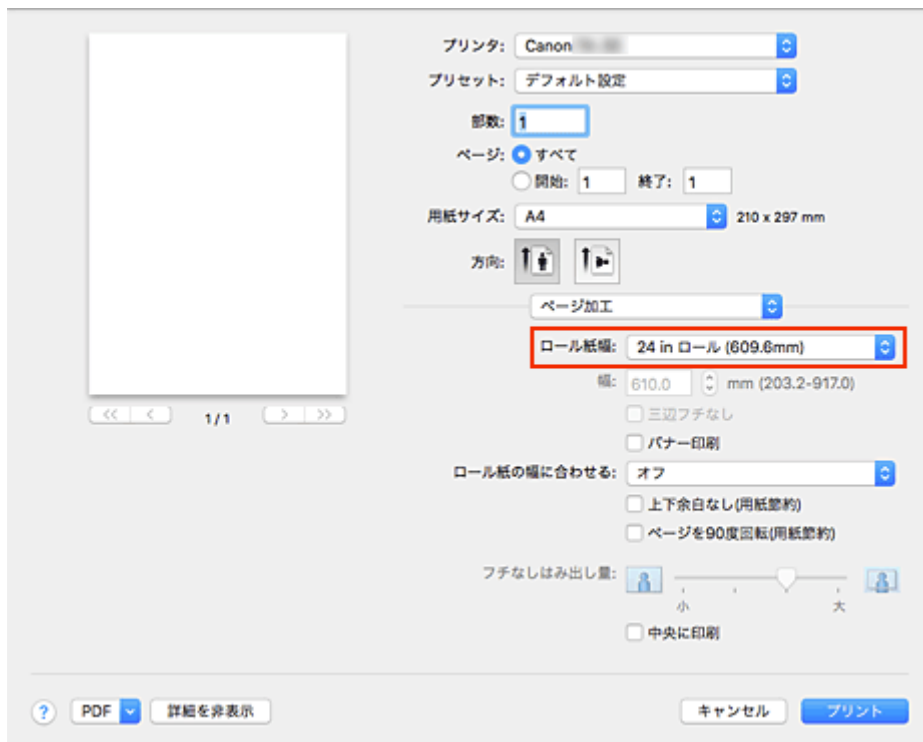 プリンタ: Canon
プリセット: デフォルト設定
部数: 1
ページ: すべて
開始: 1 終了: 1
用紙サイズ: A4 210 x 297 mm
方向:
ページ加工
ロール紙幅: 24 in ロール (609.6mm)
幅: 610.0 mm (203.2-917.0)
三辺フチなし
バナー印刷
ロール紙の幅に合わせる: オフ
上下余白なし(用紙節約)
ページを90度回転(用紙節約)
フチなしはみ出し量:
小 大
中央に印刷
<< < 1/1 > >>
? PDF 詳細を非表示 キャンセル プリント